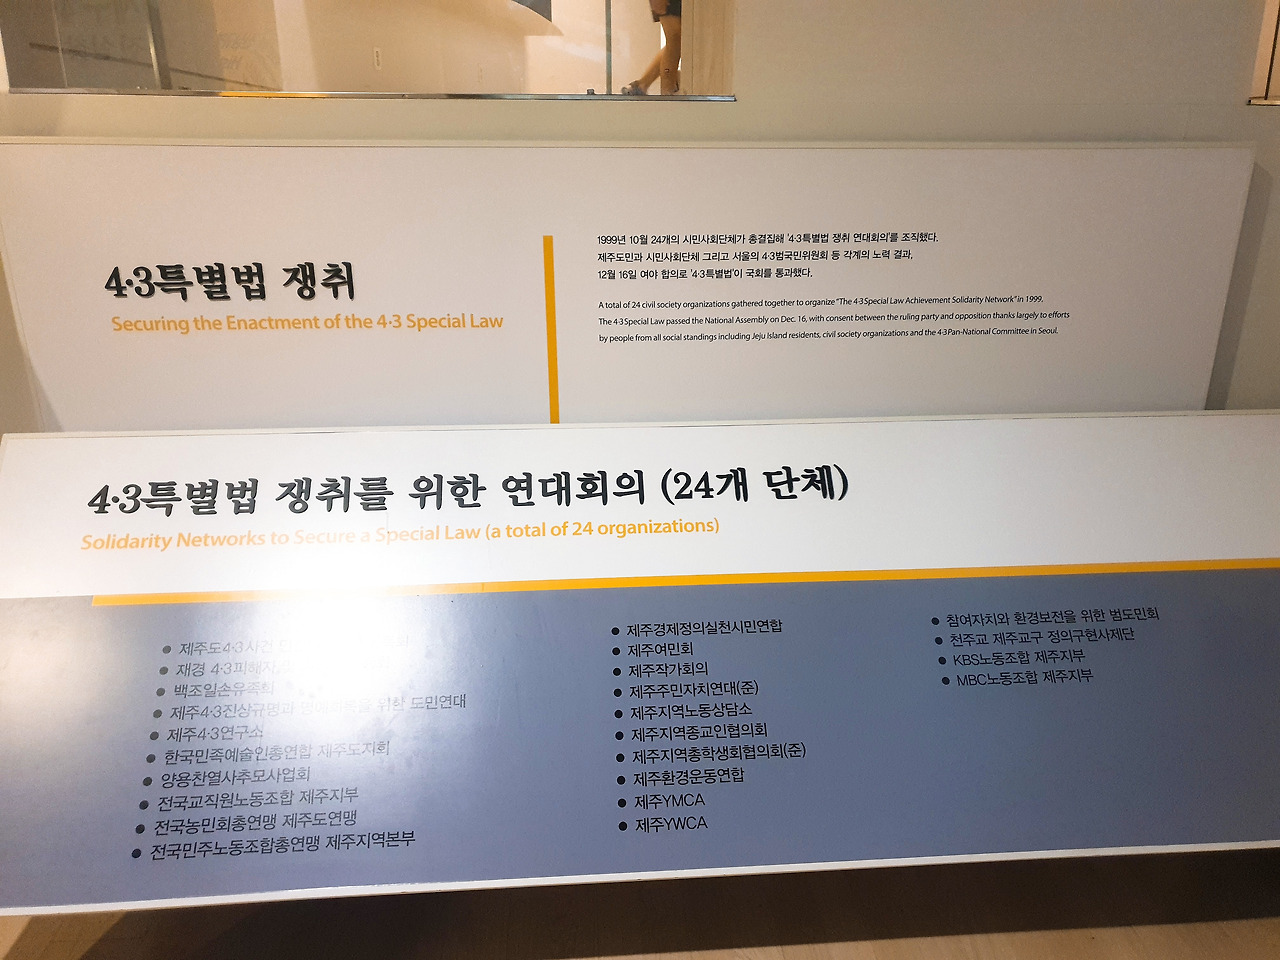 4·3특별법 쟁취
Securing the Enactment of the 4·3 Special Law
1999년 10월 24개의 시민사회단체가 총결집해 '4·3특별법 쟁취 연대회의'를 조직했다.
제주도민과 시민사회단체 그리고 서울의 4·3범국민위원회 등 각계의 노력 결과,
12월 16일 여야 합의로 '4·3특별법'이 국회를 통과했다.
A total of 24 civil society organizations gathered together to organize "The 4·3 Special Law Achievement Solidarity Network" in 1999.
The 4·3 Special Law passed the National Assembly on Dec. 16, with consent between the ruling party and opposition thanks largely to efforts
by people from all social standings including Jeju Island residents, civil society organizations and the 4·3 Pan-National Committee in Seoul.
4·3특별법 쟁취를 위한 연대회의 (24개 단체)
Solidarity Networks to Secure a Special Law (a total of 24 organizations)
● 제주도4·3사건
● 재경 4·3피해자
● 백조일손유족회
● 제주4·3진상규명과 명예회복을 위한 도민연대
● 제주4·3연구소
● 한국민족예술인총연합 제주도지회
● 양용찬열사추모사업회
● 전국교직원노동조합 제주지부
● 전국농민회총연맹 제주도연맹
● 전국민주노동조합총연맹 제주지역본부
● 제주경제정의실천시민연합
● 제주여민회
● 제주작가회의
● 제주주민자치연대(준)
● 제주지역노동상담소
● 제주지역종교인협의회
● 제주지역총학생회협의회(준)
● 제주환경운동연합
● 제주YMCA
● 제주YWCA
● 참여자치와 환경보전을 위한 범도민회
● 천주교 제주교구 정의구현사제단
● KBS노동조합 제주지부
● MBC노동조합 제주지부